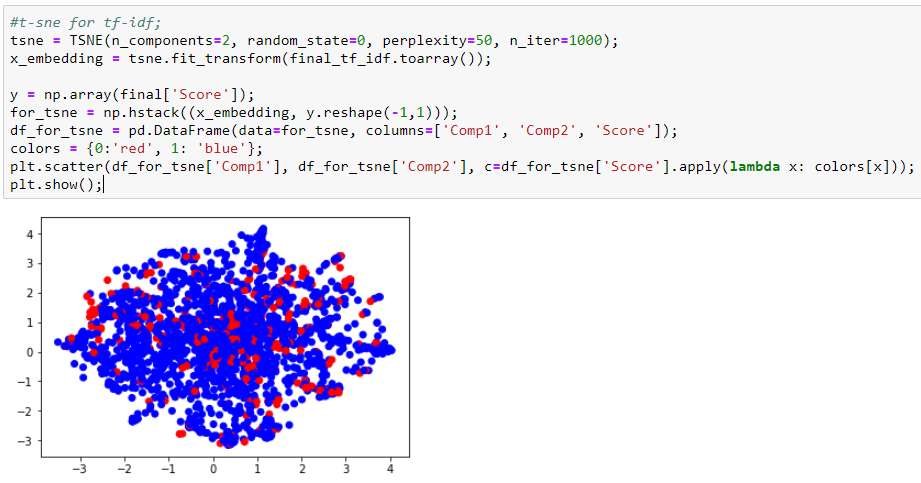 #t-sne for tf-idf;
tsne = TSNE(n_components=2, random_state=0, perplexity=50, n_iter=1000);
x_embedding = tsne.fit_transform(final_tf_idf.toarray());
y = np.array(final['Score']);
for_tsne = np.hstack((x_embedding, y.reshape(-1,1)));
df_for_tsne = pd.DataFrame(data=for_tsne, columns=['Comp1', 'Comp2', 'Score']);
colors = {0:'red', 1: 'blue'};
plt.scatter(df_for_tsne['Comp1'], df_for_tsne['Comp2'], c=df_for_tsne['Score'].apply(lambda x: colors[x]));
plt.show();
4
3
2
1
0
−1
−2
−3
−3 −2 −1 0 1 2 3 4